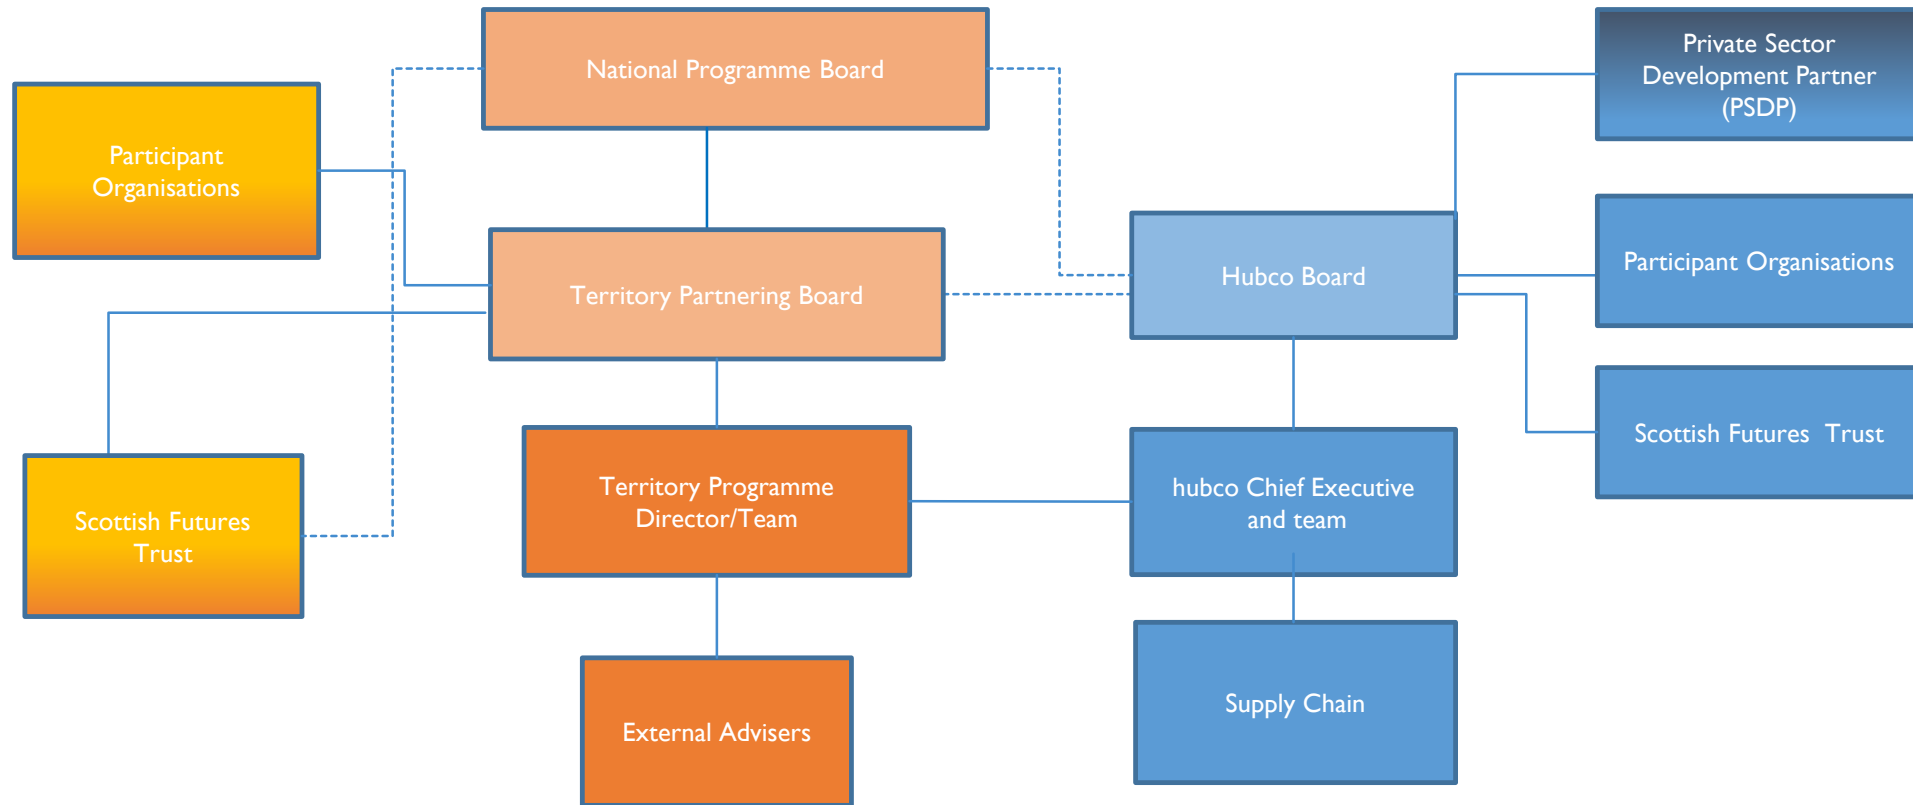 National Programme Board
Private Sector
Development Partner
(PSDP)
Participant
Organisations
Participant Organisations
Territory Partnering Board
Hubco Board
Scottish Futures Trust
Territory Programme
Director/Team
hubco Chief Executive
and team
Scottish Futures
Trust
External Advisers
Supply Chain